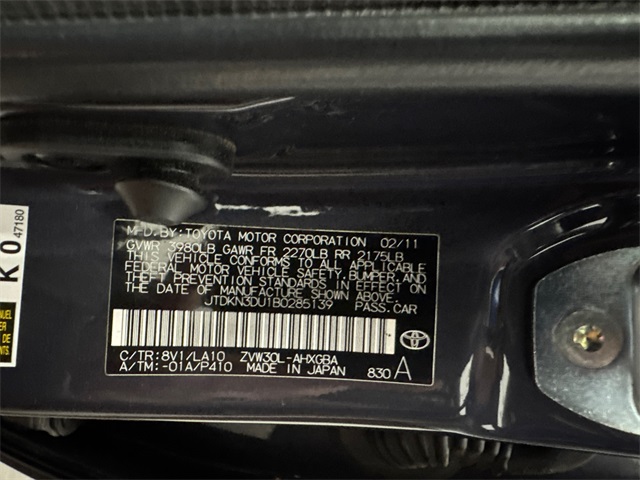 MFD.BY:TOYOTA MOTOR CORPORATION 02/11
GVWR 3980LB GAWR FR 2270LB RR 2175LB
THIS VEHICLE CONFORMS TO ALL APPLICABLE
FEDERAL MOTOR VEHICLE SAFETY, BUMPER, AND
THEFT PREVENTION STANDARDS IN EFFECT ON
THE DATE OF MANUFACTURE SHOWN ABOVE.
JTDKN3DU1B0285139 PASS.CAR
C/TR:8V1/LA10 ZVW30L-AHXGBA
A/TM:-01A/P410 MADE IN JAPAN 830 A
K0
47180